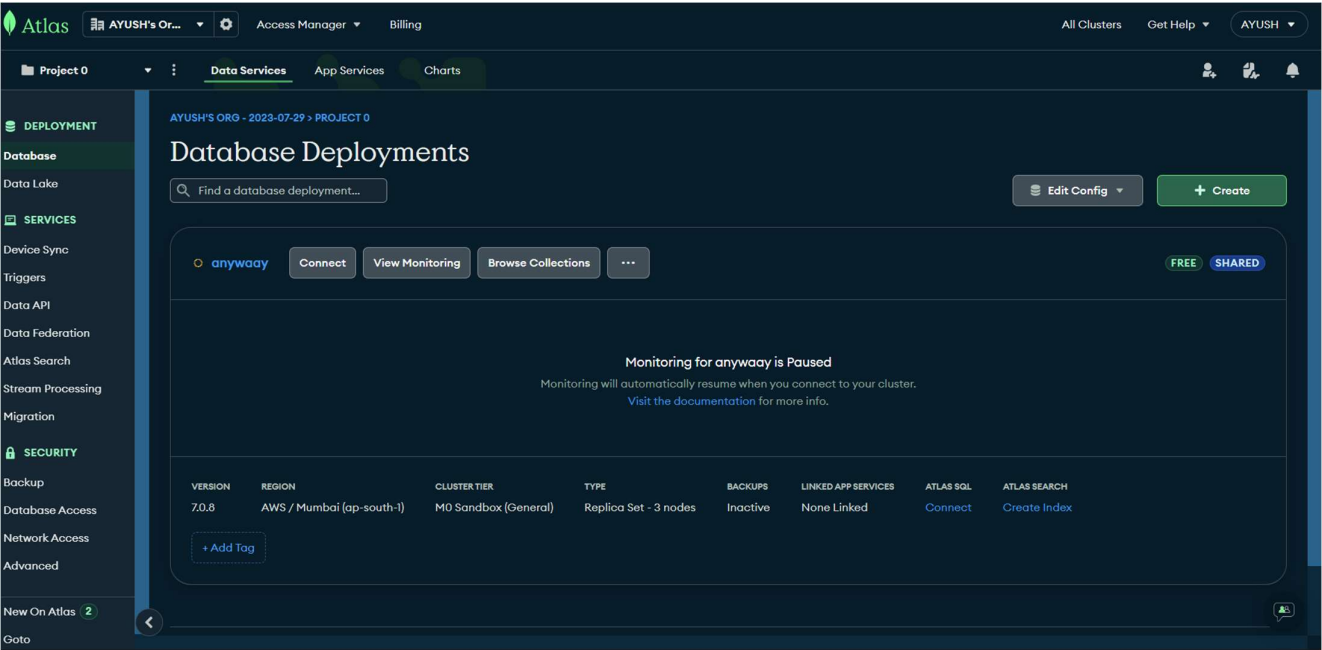 Atlas AYUSH's Or... Access Manager Billing All Clusters Get Help AYUSH
Project 0 Data Services App Services Charts
DEPLOYMENT
Database
Data Lake
SERVICES
Device Sync
Triggers
Data API
Data Federation
Atlas Search
Stream Processing
Migration
SECURITY
Backup
Database Access
Network Access
Advanced
New On Atlas 2
Goto
AYUSH'S ORG - 2023-07-29 > PROJECT 0
Database Deployments
Find a database deployment...
Edit Config + Create
anywaay Connect View Monitoring Browse Collections ... FREE SHARED
Monitoring for anywaay is Paused
Monitoring will automatically resume when you connect to your cluster.
Visit the documentation for more info.
VERSION REGION CLUSTER TIER TYPE BACKUPS LINKED APP SERVICES ATLAS SQL ATLAS SEARCH
7.0.8 AWS / Mumbai (ap-south-1) M0 Sandbox (General) Replica Set - 3 nodes Inactive None Linked Connect Create Index
+ Add Tag